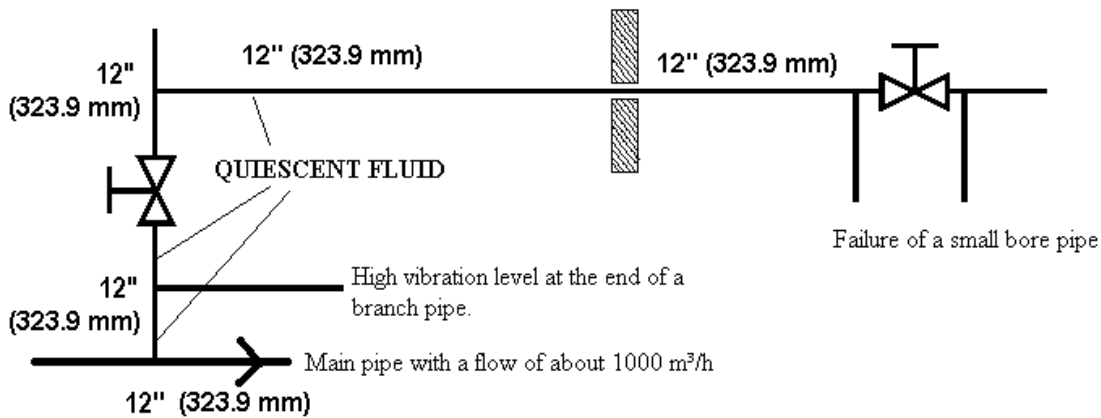 12" (323.9 mm)
12" (323.9 mm)
12"
(323.9 mm)
QUIESCENT FLUID
Failure of a small bore pipe
High vibration level at the end of a
branch pipe.
12"
(323.9 mm)
Main pipe with a flow of about 1000 m³/h
12" (323.9 mm)